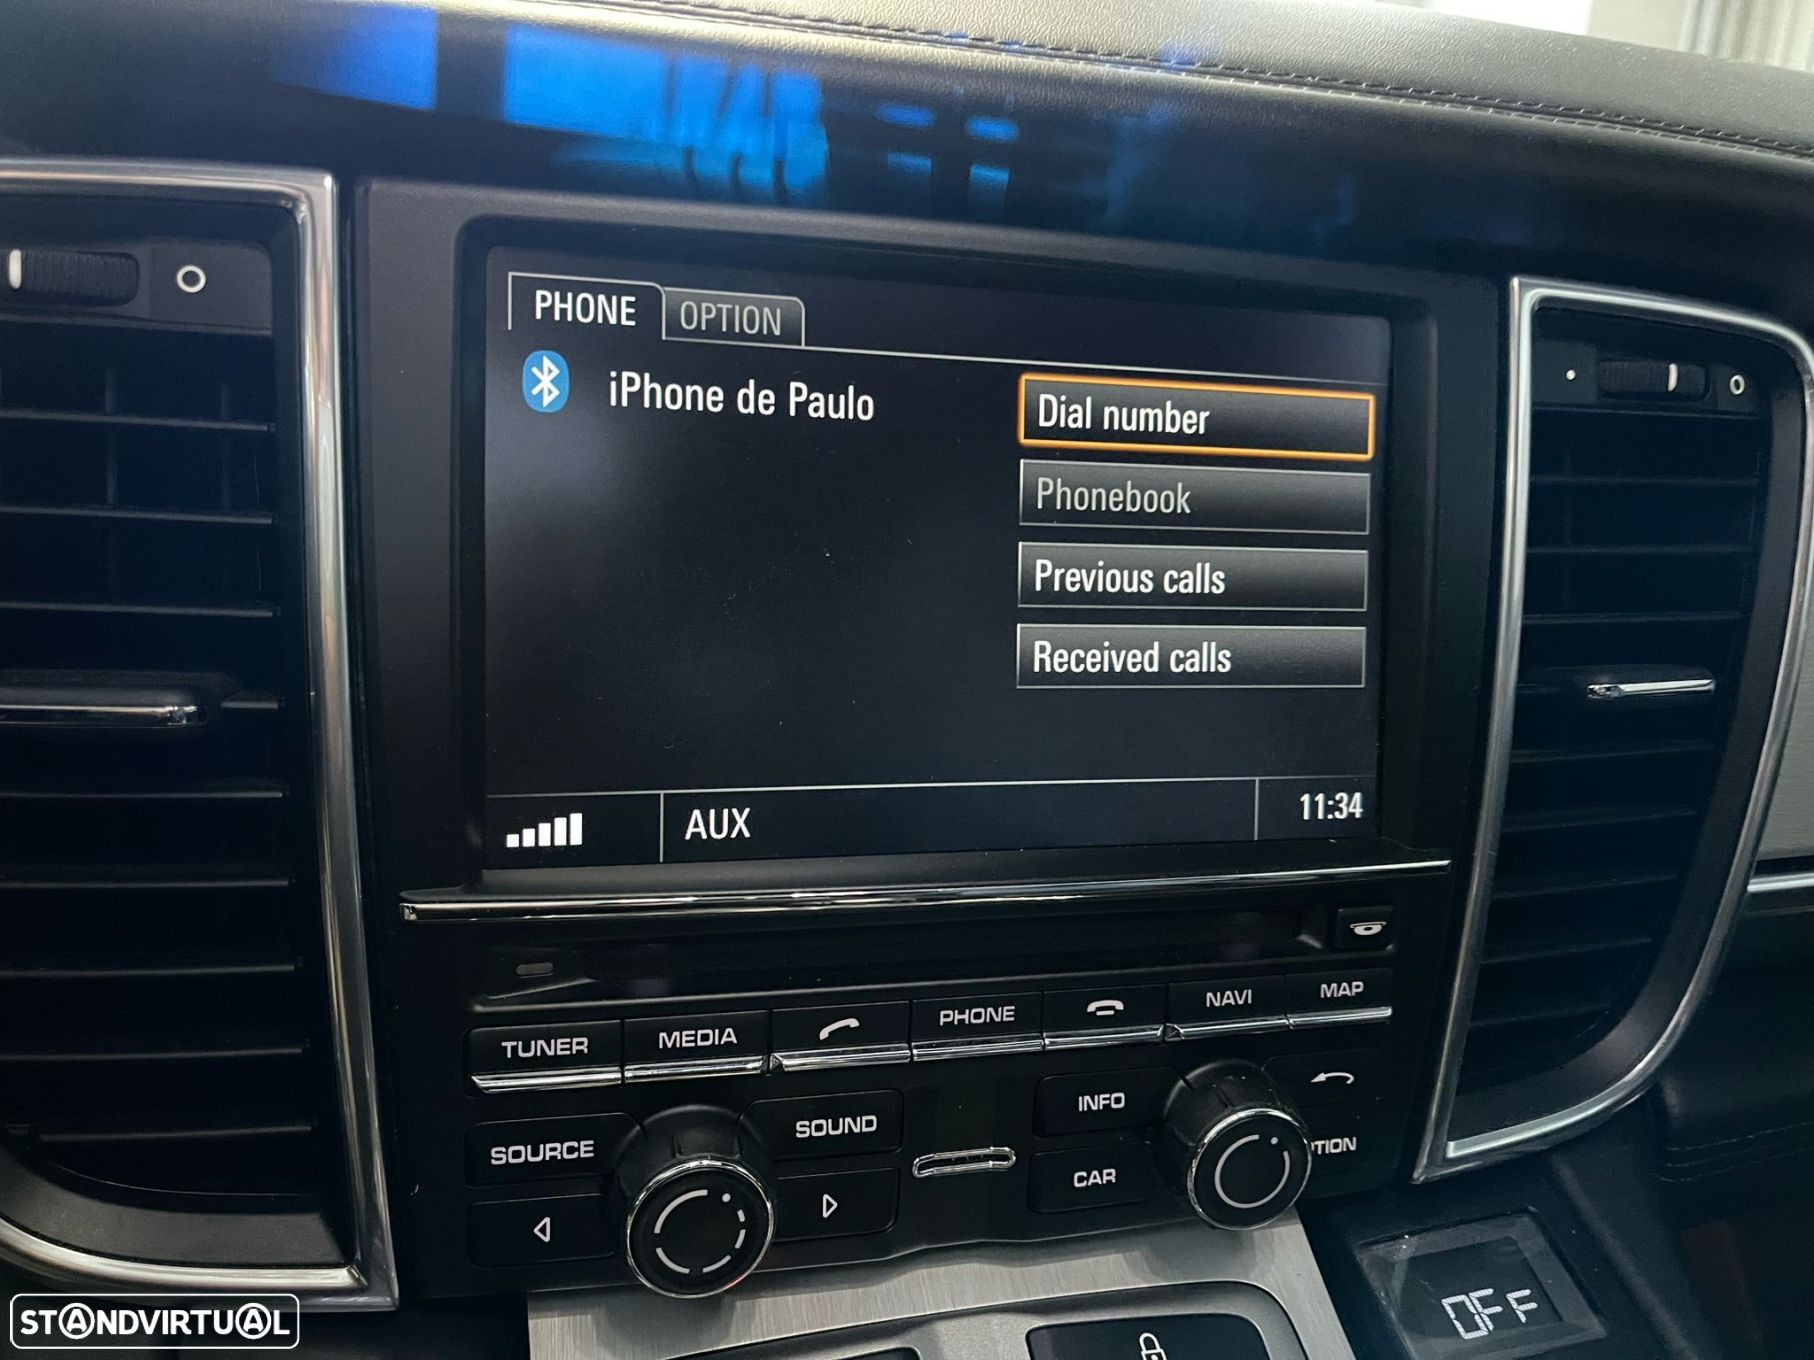 PHONE OPTION
iPhone de Paulo
Dial number
Phonebook
Previous calls
Received calls
AUX
11:34
TUNER MEDIA PHONE NAVI MAP
SOURCE SOUND INFO
CAR TION
OFF
STANDVIRTUAL